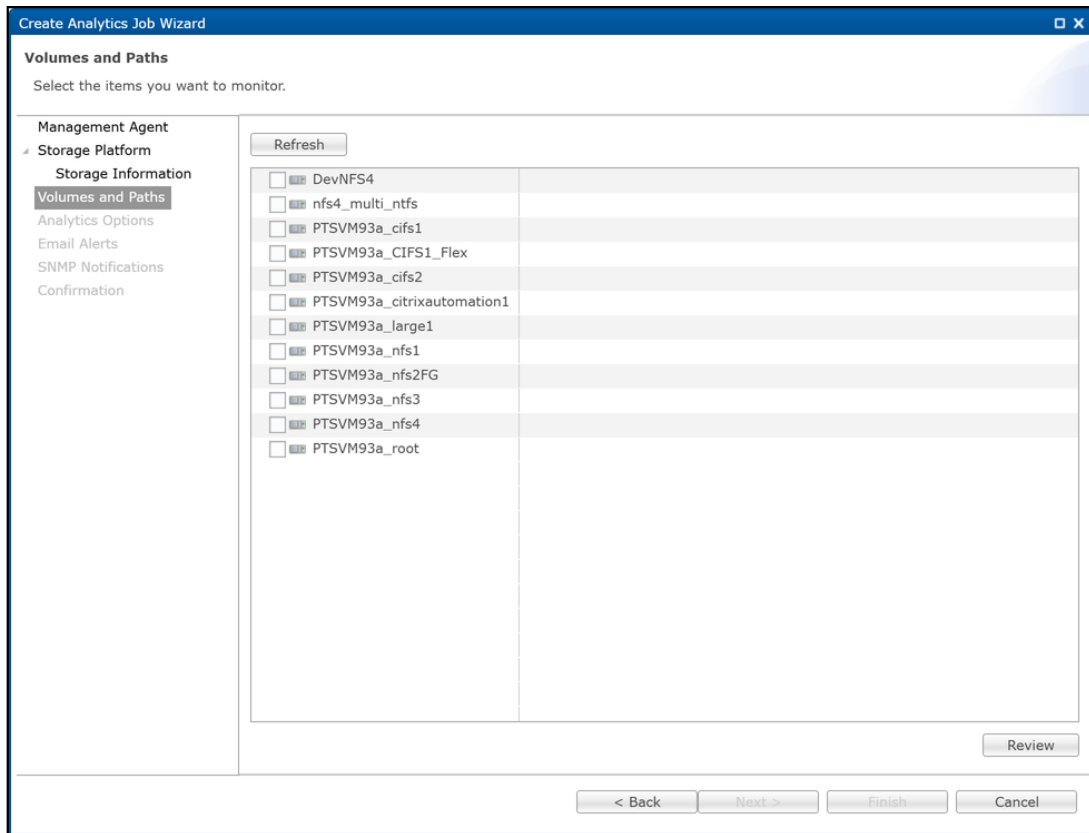 Create Analytics Job Wizard
Volumes and Paths
Select the items you want to monitor.
Management Agent
Storage Platform
Storage Information
Volumes and Paths
Analytics Options
Email Alerts
SNMP Notifications
Confirmation
Refresh
DevNFS4
nfs4_multi_ntfs
PTSVM93a_cifs1
PTSVM93a_CIFS1_Flex
PTSVM93a_cifs2
PTSVM93a_citrixautomation1
PTSVM93a_large1
PTSVM93a_nfs1
PTSVM93a_nfs2FG
PTSVM93a_nfs3
PTSVM93a_nfs4
PTSVM93a_root
Review
< Back Next > Finish Cancel